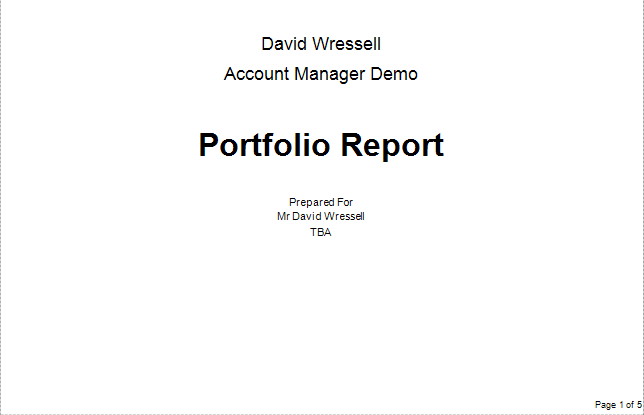 David Wressell
Account Manager Demo
Portfolio Report
Prepared For
Mr David Wressell
TBA
Page 1 of 5